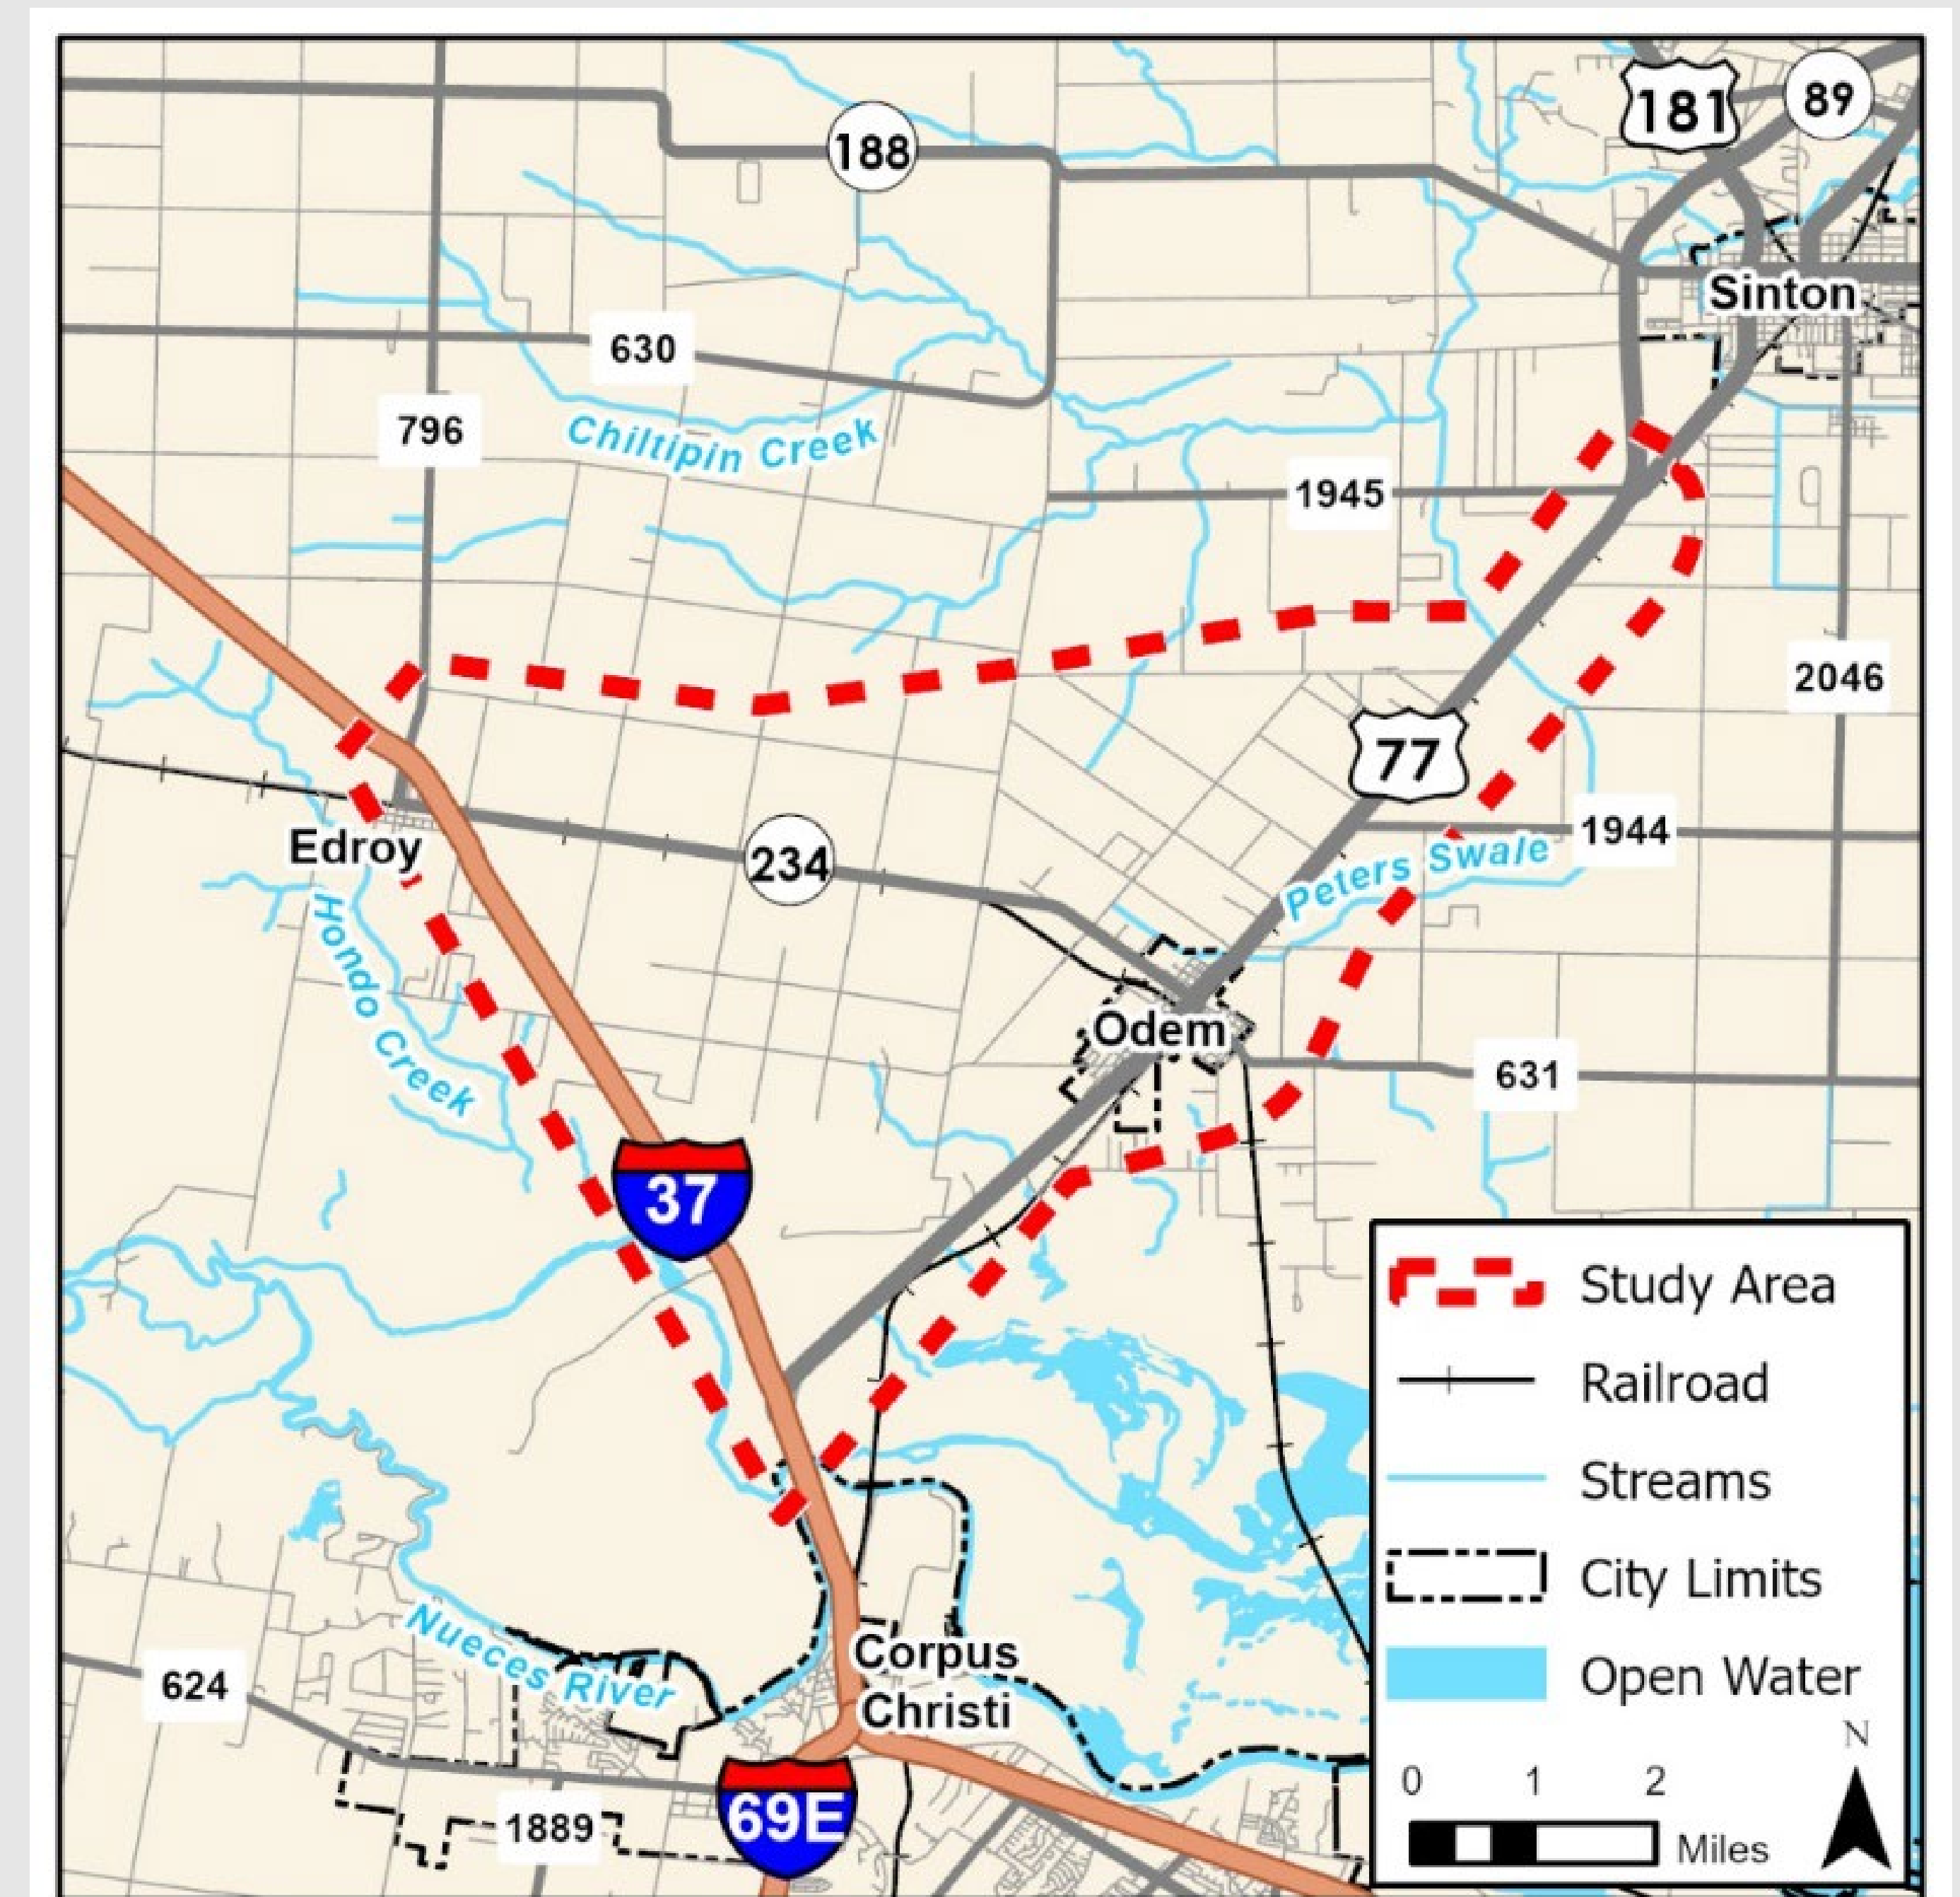 181
89
188
Sinton
630
796
Chiltipin Creek
1945
2046
77
1944
Edroy
234
Peters Swale
Hondo Creek
Odem
631
37
Study Area
Railroad
Streams
City Limits
Open Water
N
0 1 2
Miles
Nueces River
Corpus
Christi
624
69E
1889